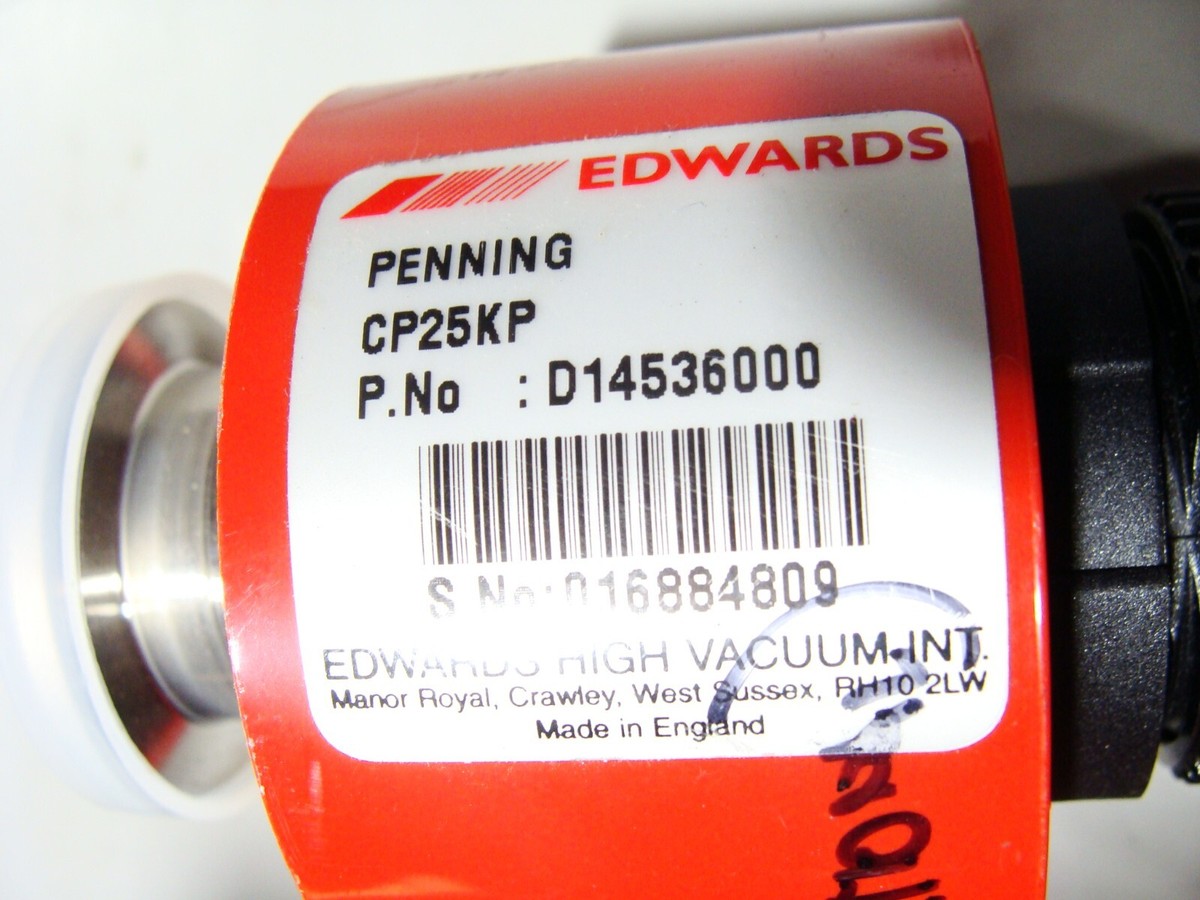 EDWARDS
PENNING
CP25KP
P.No : D14536000
S No: 016884809
EDWARDS HIGH VACUUM INT.
Manor Royal, Crawley, West Sussex, RH10 2LW
Made in England